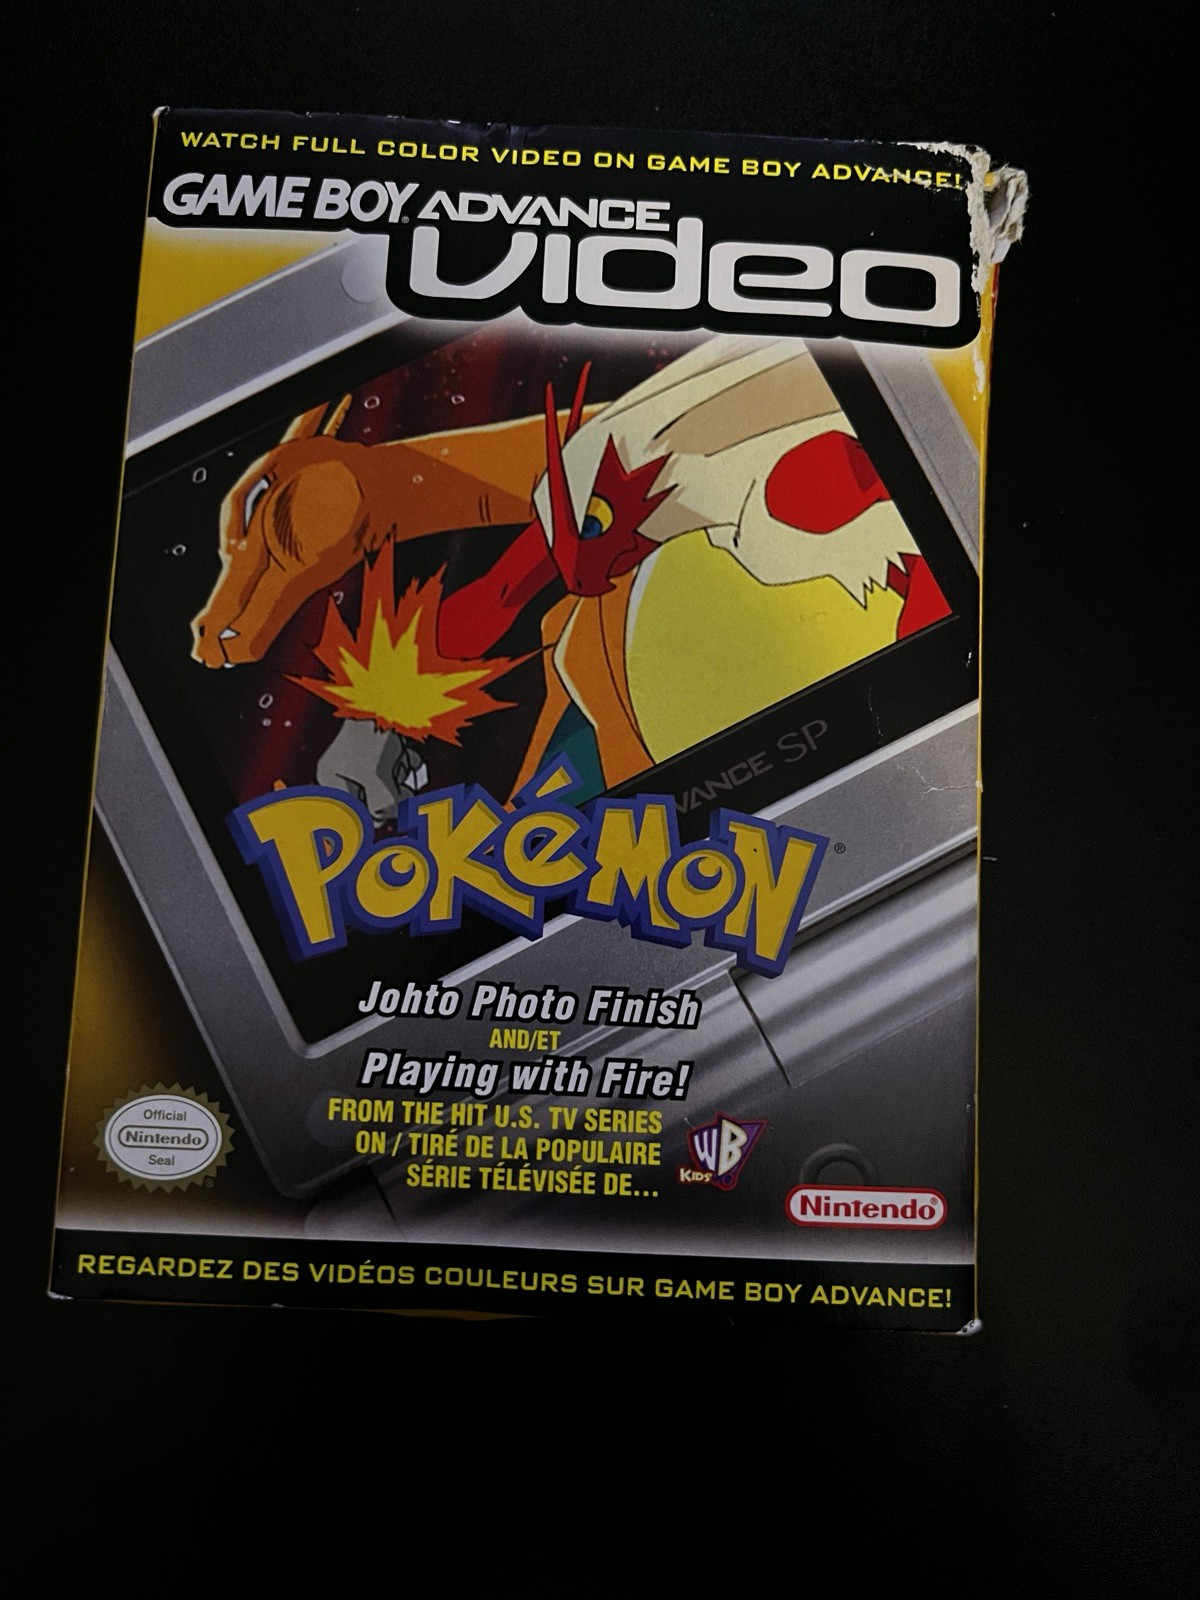 WATCH FULL COLOR VIDEO ON GAME BOY ADVANCE!
GAME BOY® ADVANCE
video
ADVANCE SP
POKéMON®
Johto Photo Finish
AND/ET
Playing with Fire!
FROM THE HIT U.S. TV SERIES
ON / TIRÉ DE LA POPULAIRE
SÉRIE TÉLÉVISÉE DE...
KIDS WB
Official
Nintendo
Seal
®
Nintendo®
REGARDEZ DES VIDÉOS COULEURS SUR GAME BOY ADVANCE!